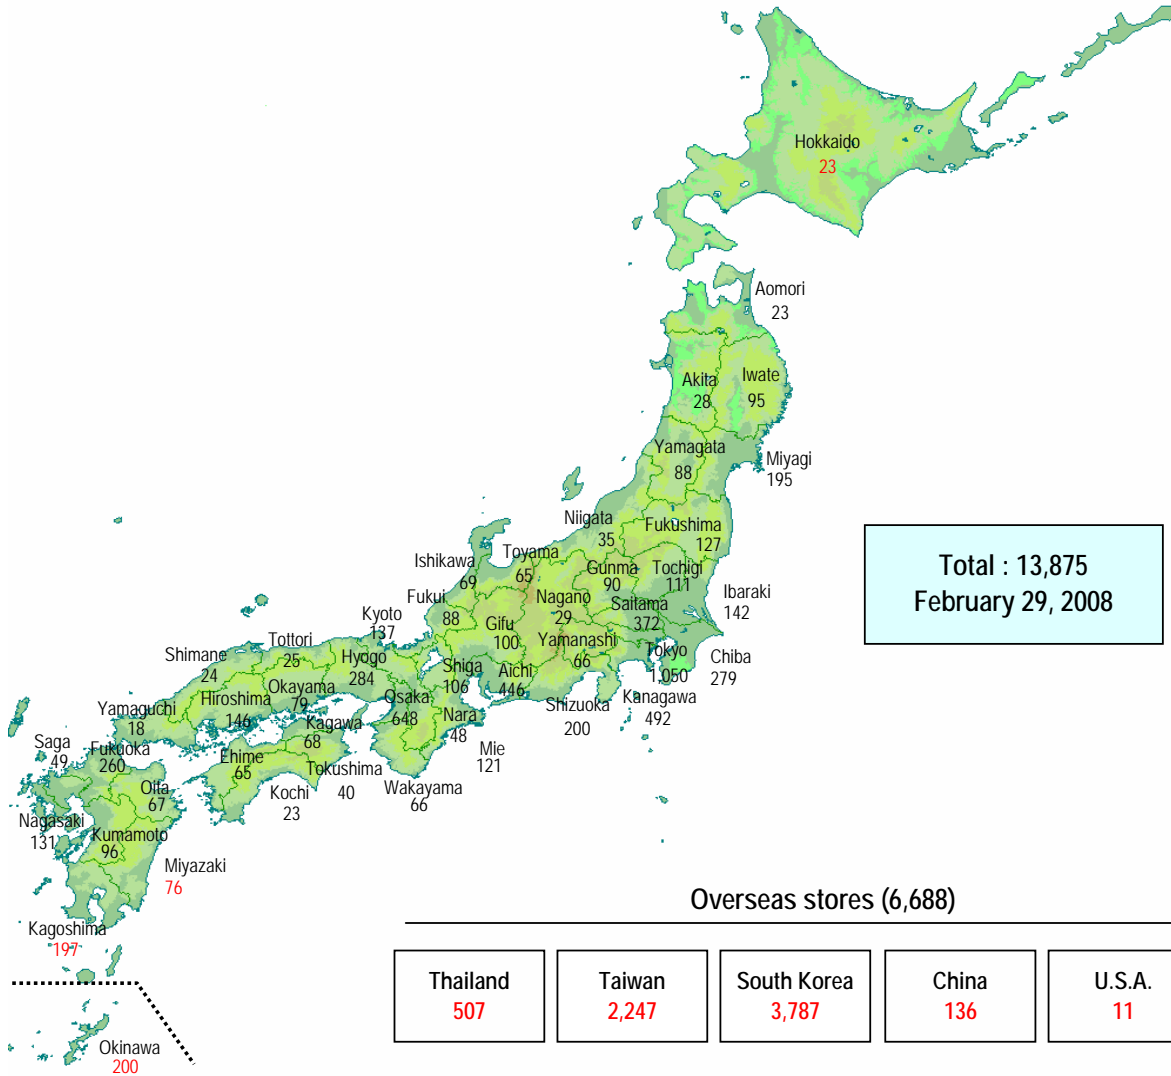 Hokkaido
23
Aomori
23
Akita
28
Iwate
95
Yamagata
88
Miyagi
195
Niigata
35
Fukushima
127
Ishikawa
69
Toyama
65
Gunma
90
Tochigi
111
Ibaraki
142
Fukui
88
Nagano
29
Saitama
372
Kyoto
137
Gifu
100
Yamanashi
66
Tokyo
1,050
Chiba
279
Tottori
25
Hyogo
284
Shiga
106
Aichi
446
Shizuoka
200
Kanagawa
492
Shimane
24
Hiroshima
146
Okayama
79
Osaka
648
Nara
48
Mie
121
Yamaguchi
18
Kagawa
68
Tokushima
40
Wakayama
66
Saga
49
Fukuoka
260
Ehime
65
Kochi
23
Oita
67
Nagasaki
131
Kumamoto
96
Miyazaki
76
Kagoshima
197
Okinawa
200
Total : 13,875
February 29, 2008
Overseas stores (6,688)
Thailand
507
Taiwan
2,247
South Korea
3,787
China
136
U.S.A.
11